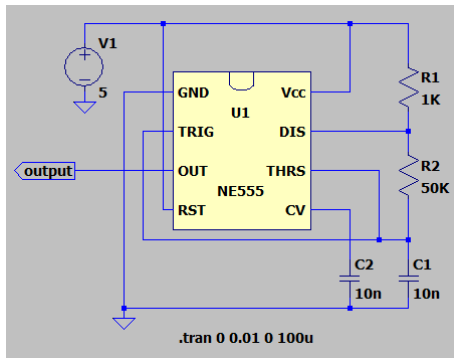 V1
5
GND
Vcc
U1
TRIG
DIS
output
OUT
THRS
NE555
RST
CV
R1
1K
R2
50K
C2
10n
C1
10n
.tran 0 0.01 0 100u